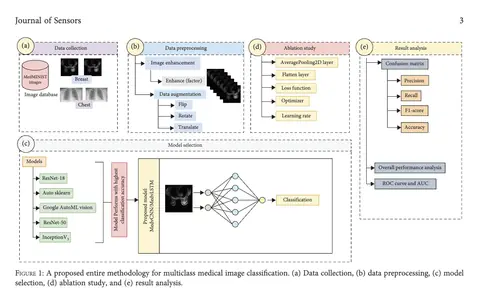 Journal of Sensors
3
(a)
Data collection
MedMNIST
images
Image database
Breast
Chest
(b)
Data preprocessing
Image enhancement
Enhance (factor)
Data augmentation
Flip
Rotate
Translate
(d)
Ablation study
AveragePooling2D layer
Flatten layer
Loss function
Optimizer
Learning rate
(e)
Result analysis
Confusion matrix
Precision
Recall
F1-score
Accuracy
Overall performance analysis
ROC curve and AUC
(c)
Model selection
Models
ResNet-18
Auto sklearn
Google AutoML vision
ResNet-50
InceptionV3
Model Performs with highest
classification accuracy
Proposed model:
Classification
FIGURE 1: A proposed entire methodology for multiclass medical image classification. (a) Data collection, (b) data preprocessing, (c) model
selection, (d) ablation study, and (e) result analysis.